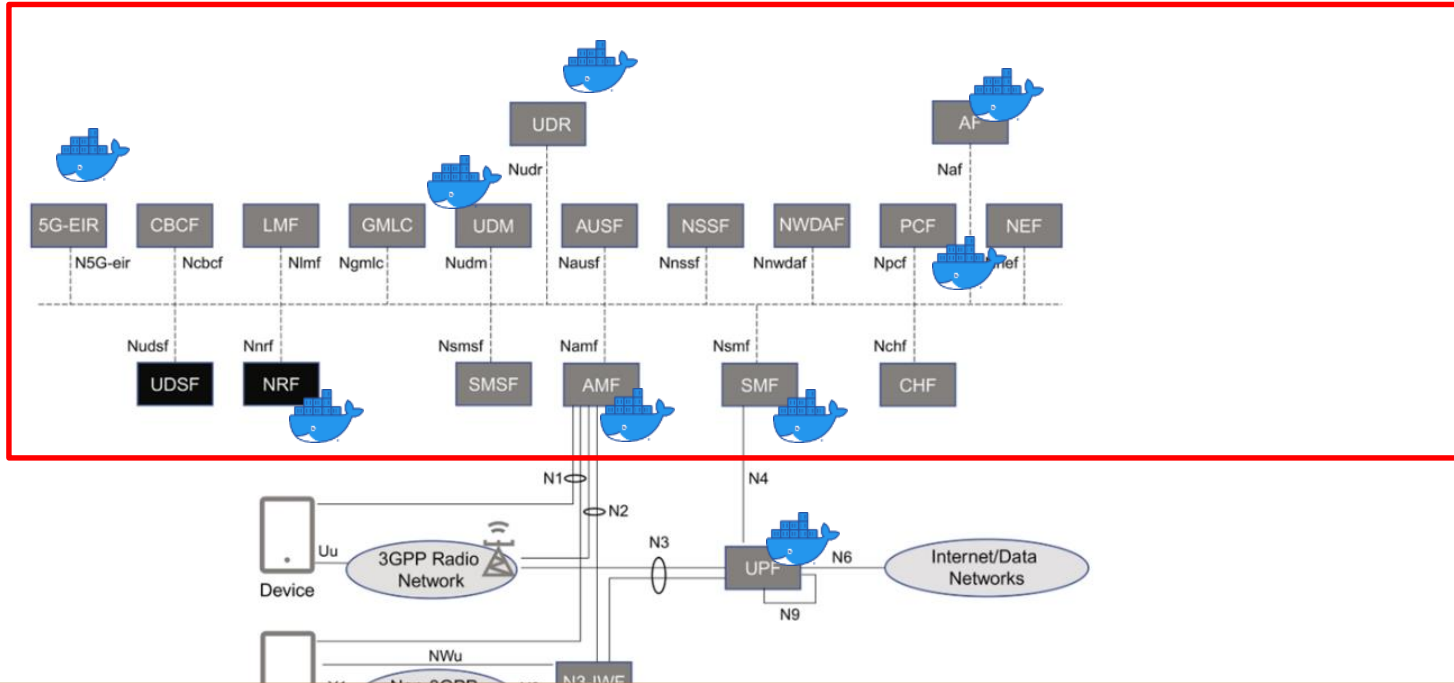 UDR
AF
Nudr
Naf
5G-EIR
CBCF
LMF
GMLC
UDM
AUSF
NSSF
NWDAF
PCF
NEF
N5G-eir
Ncbcf
Nlmf
Ngmlc
Nudm
Nausf
Nnssf
Nnwdaf
Npcf
Nudsf
Nnrf
Nsmsf
Namf
Nsmf
Nchf
UDSF
NRF
SMSF
AMF
SMF
CHF
N1
N4
N2
Uu
3GPP Radio
Network
N3
UPF
N6
Internet/Data
Networks
Device
N9
NWu
N3-IWF